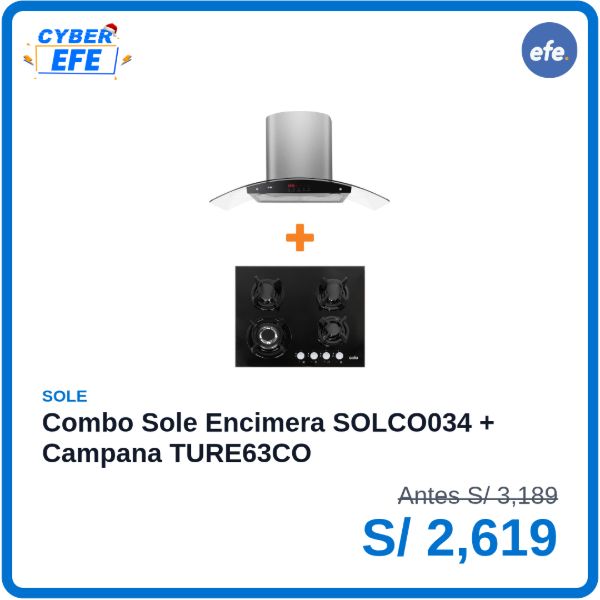 CYBER
EFE
efe.
SOLE
Combo Sole Encimera SOLCO034 +
Campana TURE63CO
Antes S/ 3,189
S/ 2,619